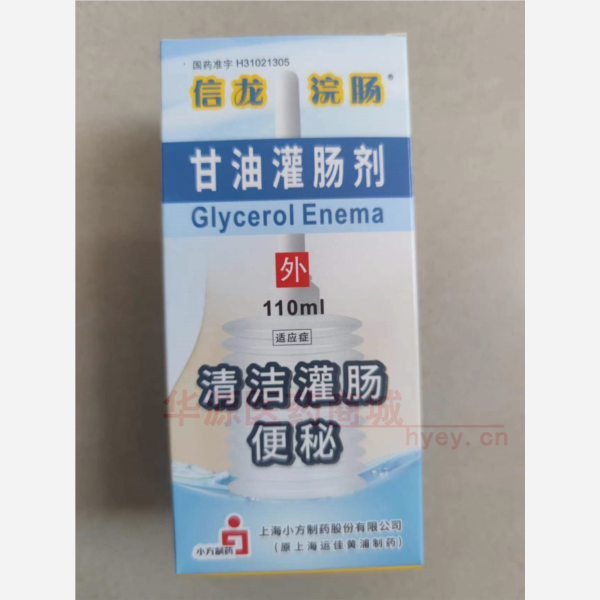 国药准字 H31021305
信龙 浣肠®
甘油灌肠剂
Glycerol Enema
外
110ml
适应症
清洁灌肠
便秘
华源医药商城
hyey.cn
小方制药
上海小方制药股份有限公司
(原上海运佳黄浦制药)